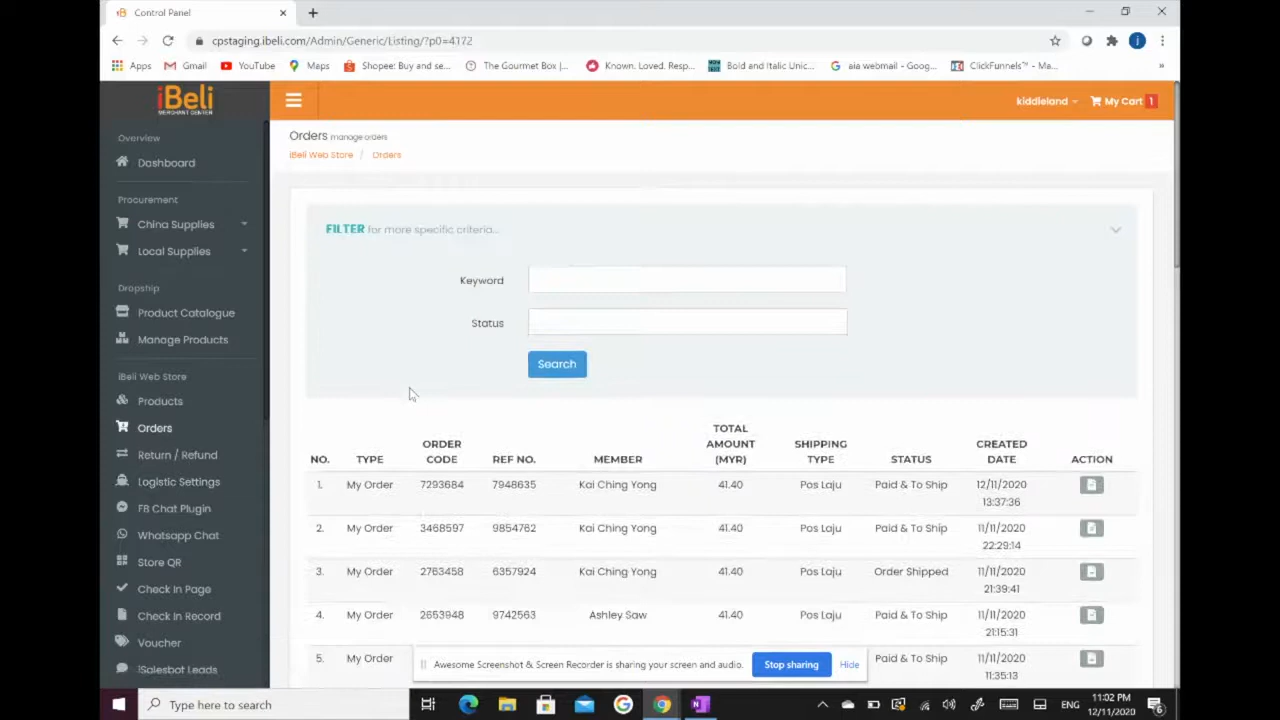 Control Panel
cpstaging.ibeli.com/Admin/Generic/Listing/?p0=4172
Apps Gmail YouTube Maps Shopee: Buy and se... The Gourmet Box |... Known. Loved. Resp... Bold and Italic Unic... aia webmail - Goog... ClickFunnels™ - Ma... »
iBeli
MERCHANT CENTER
kiddieland My Cart 1
Orders manage orders
iBeli Web Store / Orders
Overview
Dashboard
Procurement
China Supplies
Local Supplies
Dropship
Product Catalogue
Manage Products
iBeli Web Store
Products
Orders
Return / Refund
Logistic Settings
FB Chat Plugin
Whatsapp Chat
Store QR
Check In Page
Check In Record
Voucher
iSalesbot Leads
FILTER for more specific criteria...
Keyword
Status
Search
NO. TYPE ORDER CODE REF NO. MEMBER TOTAL AMOUNT (MYR) SHIPPING TYPE STATUS CREATED DATE ACTION
1. My Order 7293684 7948635 Kai Ching Yong 41.40 Pos Laju Paid & To Ship 12/11/2020 13:37:36
2. My Order 3468597 9854762 Kai Ching Yong 41.40 Pos Laju Paid & To Ship 11/11/2020 22:29:14
3. My Order 2763458 6357924 Kai Ching Yong 41.40 Pos Laju Order Shipped 11/11/2020 21:39:41
4. My Order 2653948 9742563 Ashley Saw 41.40 Pos Laju Paid & To Ship 11/11/2020 21:15:31
5. My Order Paid & To Ship 11/11/2020 11:35:13
Awesome Screenshot & Screen Recorder is sharing your screen and audio. Stop sharing Hide
Type here to search
ENG 11:02 PM
12/11/2020 6